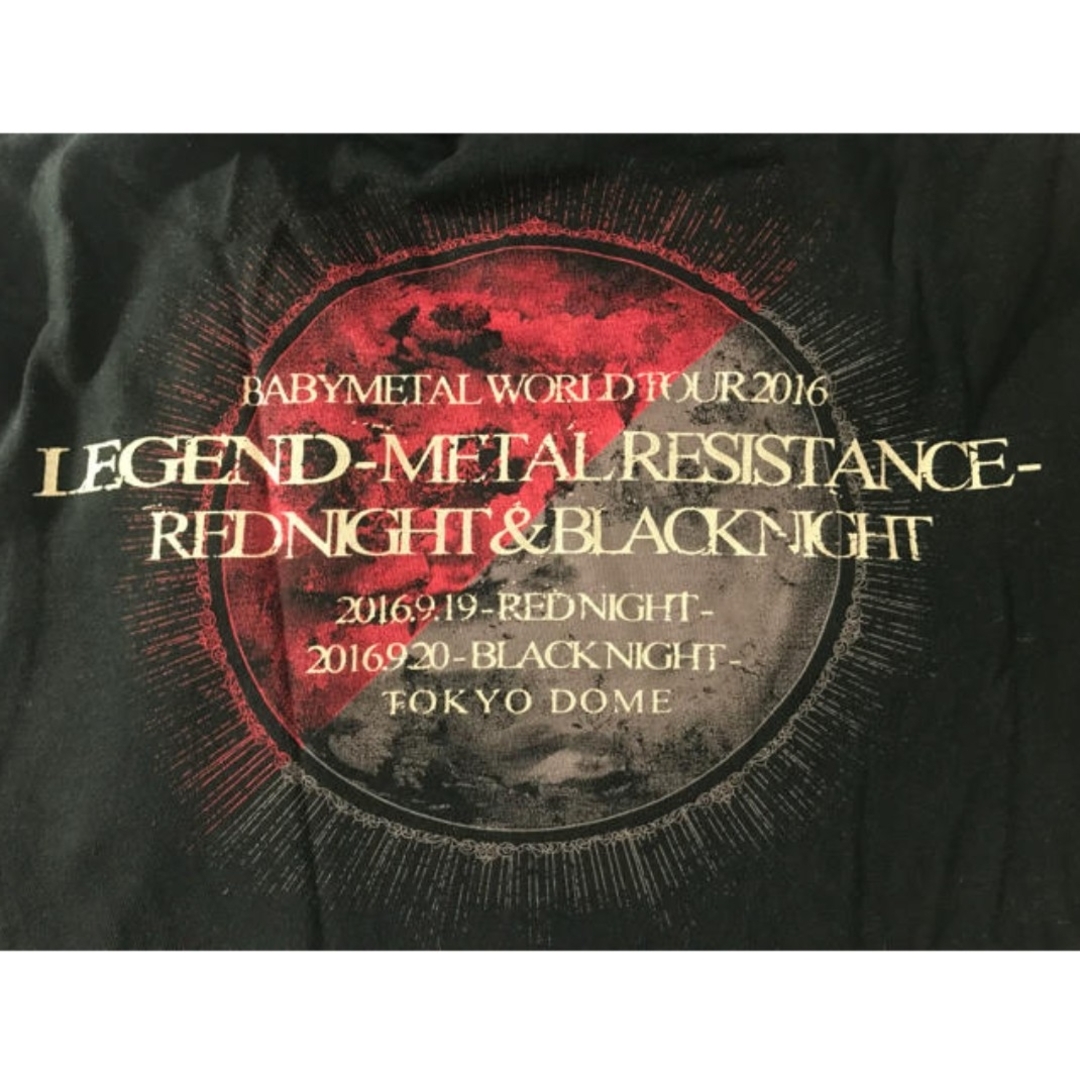 BABYMETAL WORLD TOUR 2016
LEGEND - METAL RESISTANCE -
RED NIGHT & BLACK NIGHT
2016.9.19 - RED NIGHT -
2016.9.20 - BLACK NIGHT -
TOKYO DOME